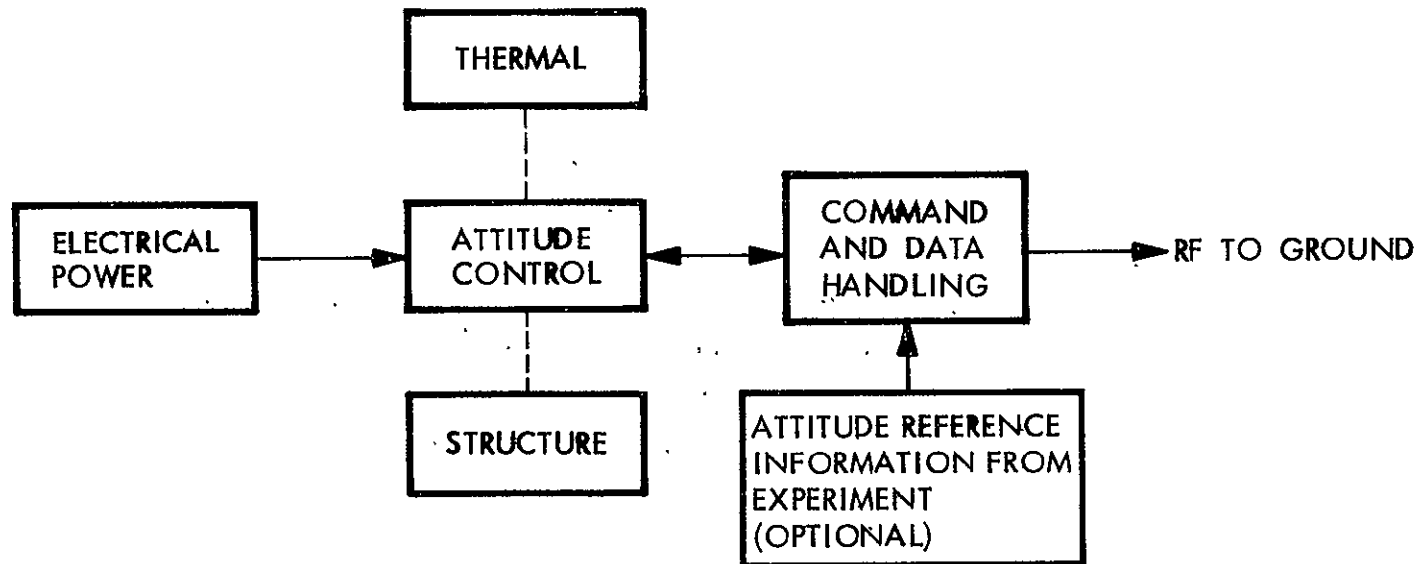 THERMAL
ELECTRICAL
POWER
ATTITUDE
CONTROL
COMMAND
AND DATA
HANDLING
RF TO GROUND
STRUCTURE
ATTITUDE REFERENCE
INFORMATION FROM
EXPERIMENT
(OPTIONAL)